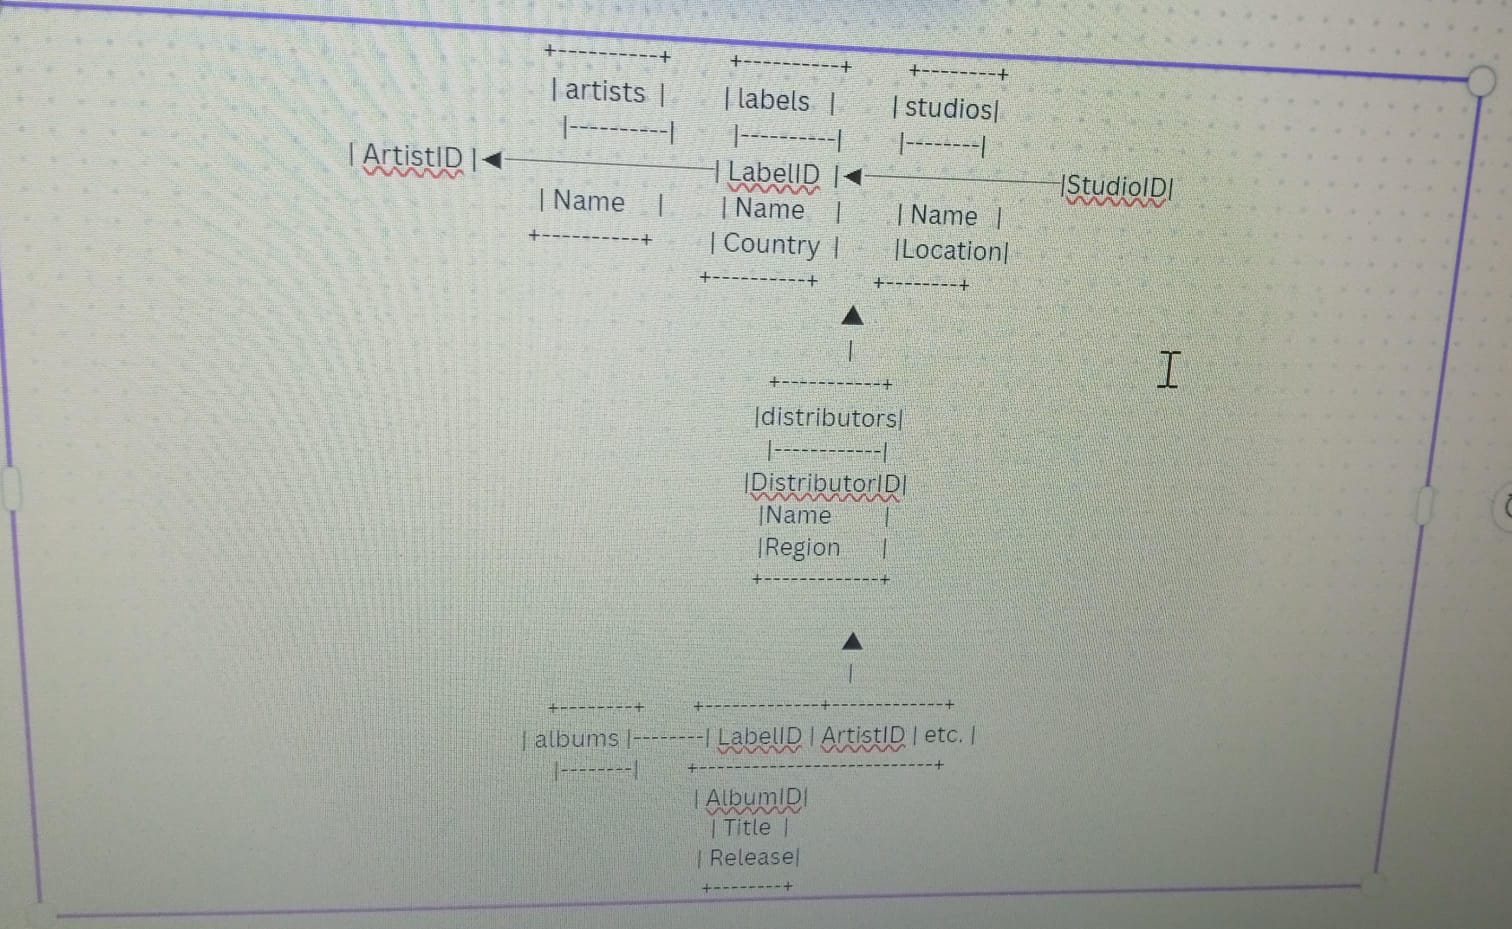 +----------+ +----------+ +--------+
| artists | | labels | | studios|
|----------| |----------| |--------|
| ArtistID |◄ | LabelID |◄ |StudioID|
| Name | | Name | | Name |
+----------+ | Country | |Location|
+----------+ +--------+
▲
|
+------------+
|distributors|
|------------|
|DistributorID|
|Name |
|Region |
+-------------+
▲
|
+--------+ +-------------+-------------+
| albums |--------| LabelID | ArtistID | etc. |
|--------| +---------------------------+
| AlbumID|
| Title |
| Release|
+---------+